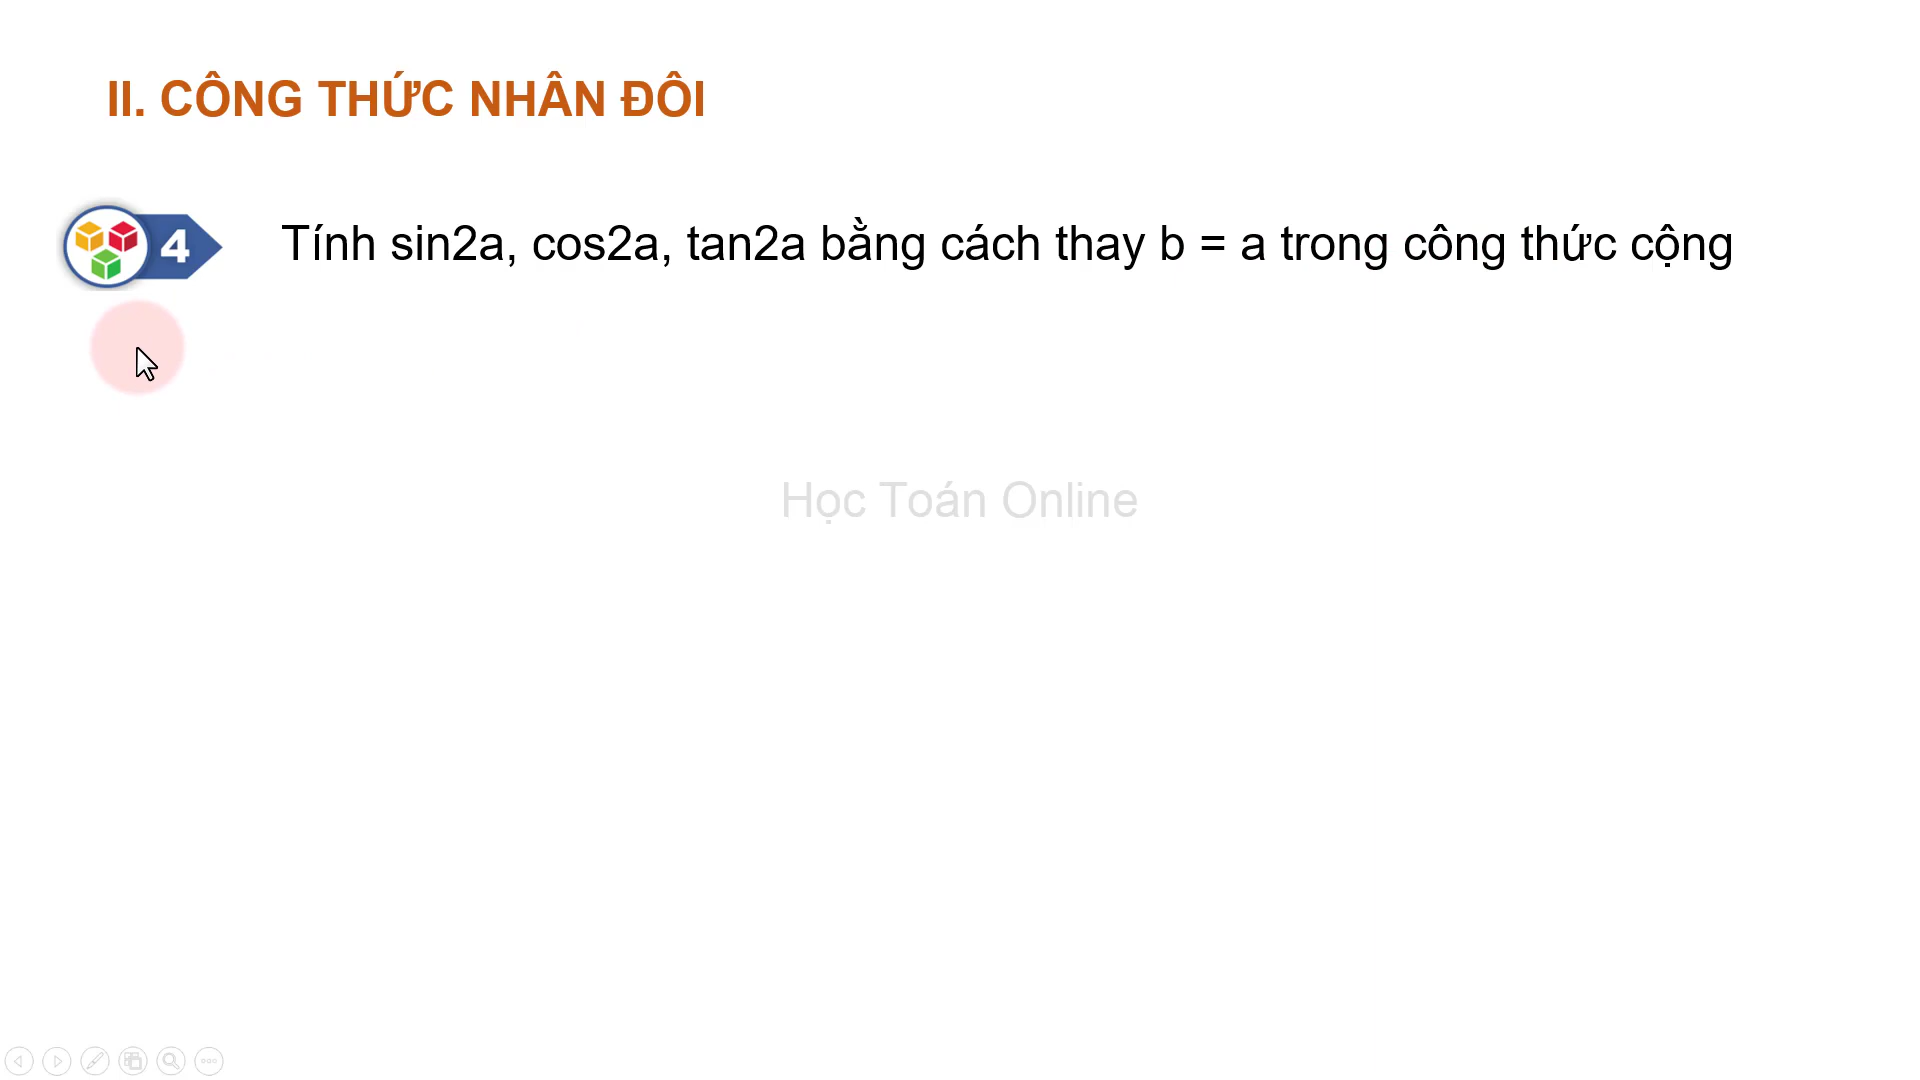 II. CÔNG THỨC NHÂN ĐÔI
4
Tính sin2a, cos2a, tan2a bằng cách thay b = a trong công thức cộng
Học Toán Online